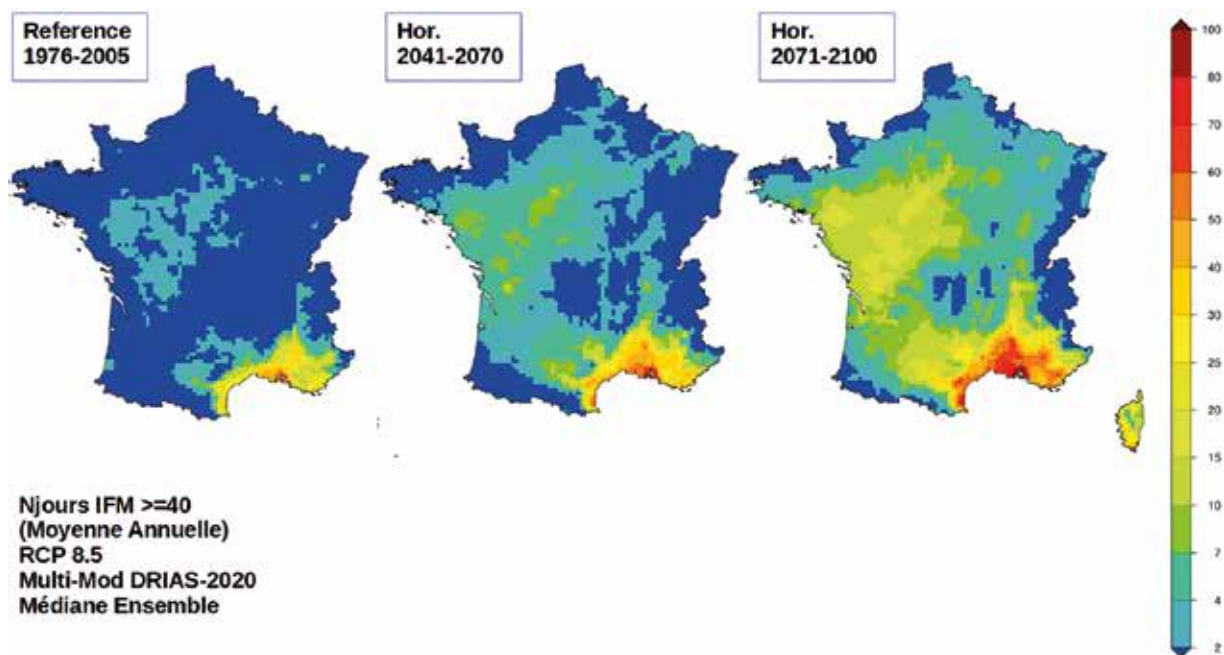 Reference
1976-2005
Hor.
2041-2070
Hor.
2071-2100
100
80
70
60
50
40
30
25
20
15
10
7
4
2
Njours IFM >=40
(Moyenne Annuelle)
RCP 8.5
Multi-Mod DRIAS-2020
Médiane Ensemble